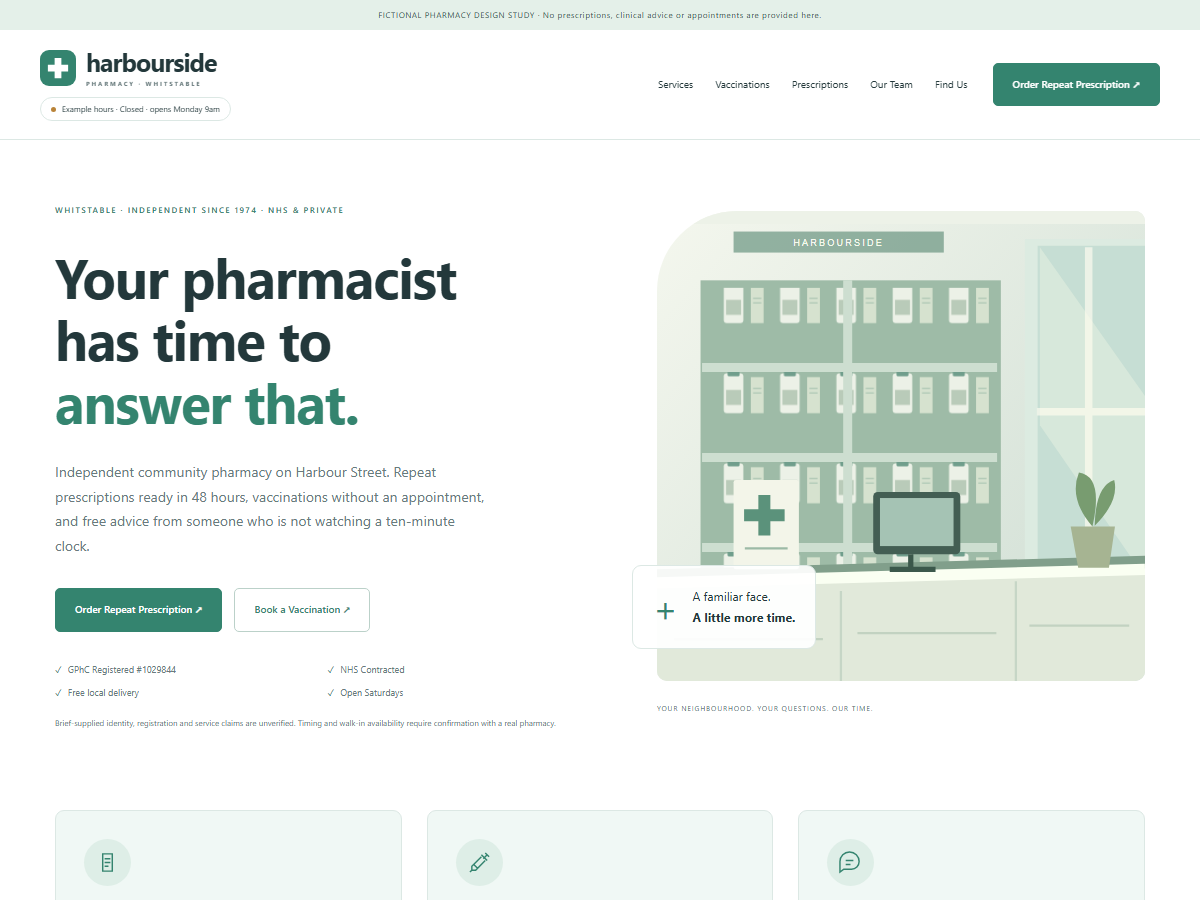 FICTIONAL PHARMACY DESIGN STUDY · No prescriptions, clinical advice or appointments are provided here.
harbourside
PHARMACY · WHITSTABLE
Example hours · Closed · opens Monday 9am
Services
Vaccinations
Prescriptions
Our Team
Find Us
Order Repeat Prescription ↗
WHITSTABLE · INDEPENDENT SINCE 1974 · NHS & PRIVATE
Your pharmacist
has time to
answer that.
Independent community pharmacy on Harbour Street. Repeat
prescriptions ready in 48 hours, vaccinations without an appointment,
and free advice from someone who is not watching a ten-minute
clock.
Order Repeat Prescription ↗
Book a Vaccination ↗
✓ GPhC Registered #1029844
✓ NHS Contracted
✓ Free local delivery
✓ Open Saturdays
Brief-supplied identity, registration and service claims are unverified. Timing and walk-in availability require confirmation with a real pharmacy.
HARBOURSIDE
A familiar face.
A little more time.
YOUR NEIGHBOURHOOD. YOUR QUESTIONS. OUR TIME.